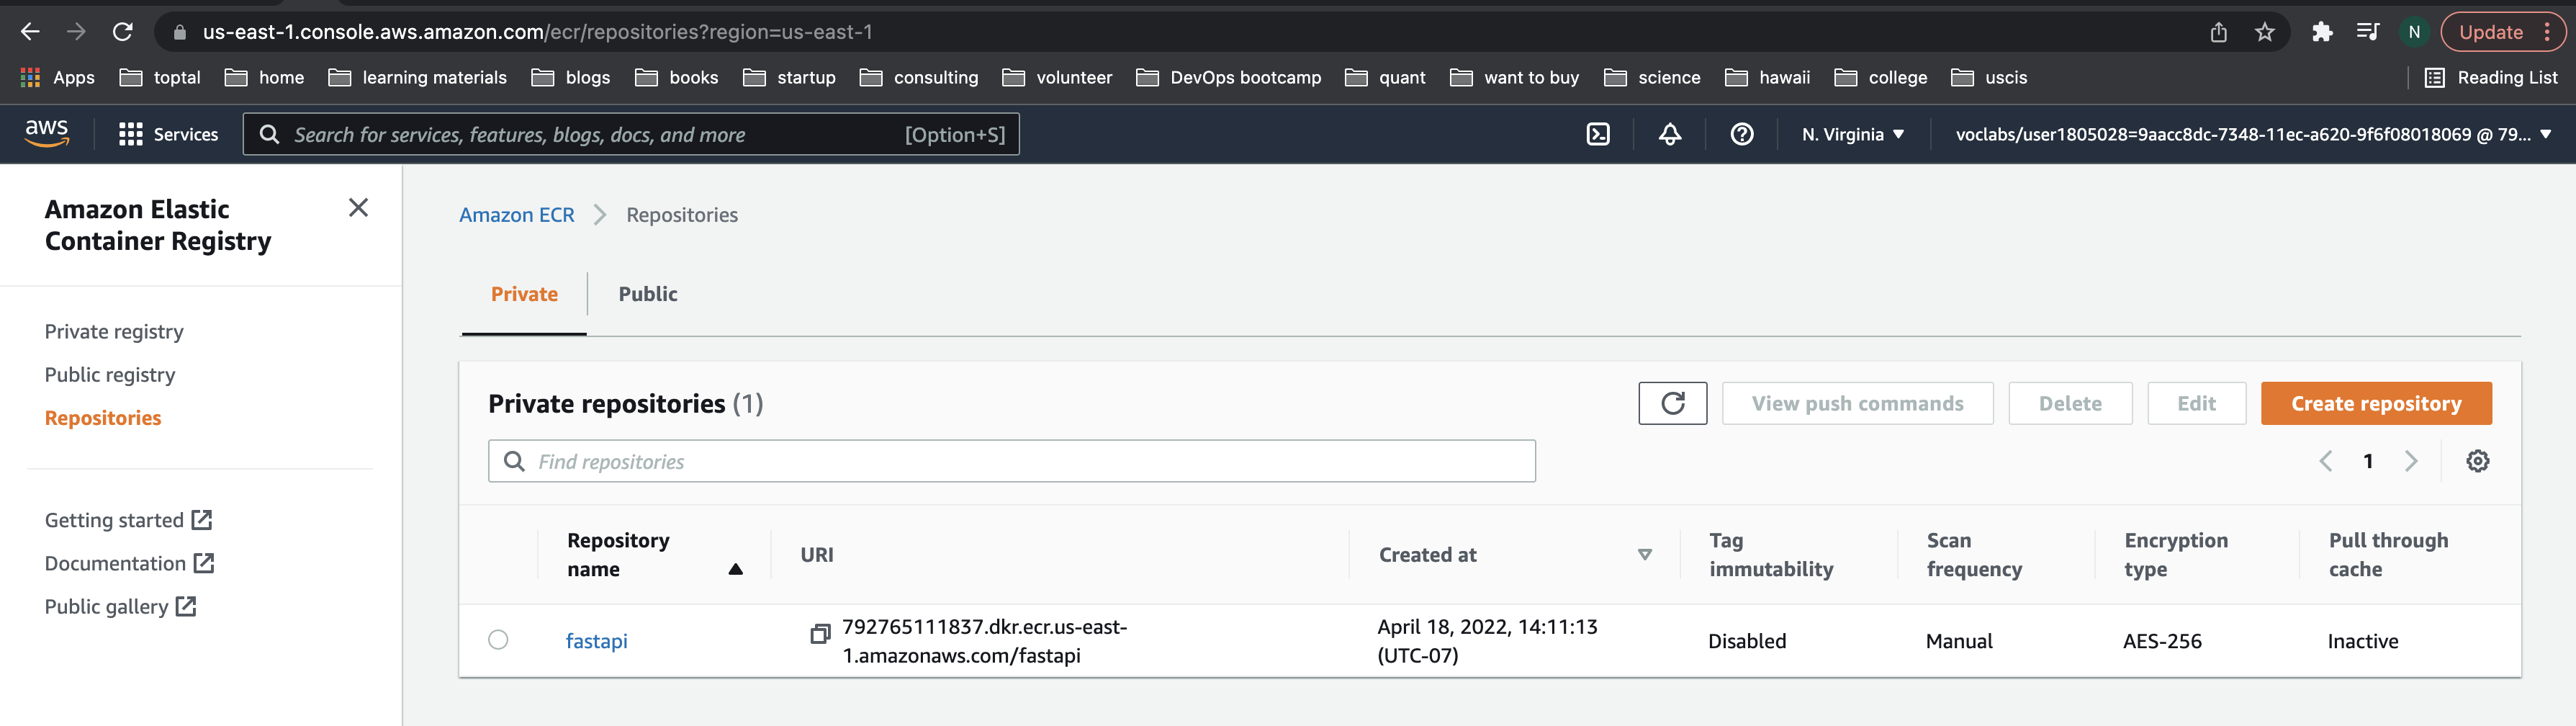 us-east-1.console.aws.amazon.com/ecr/repositories?region=us-east-1
N
Update
Apps
toptal
home
learning materials
blogs
books
startup
consulting
volunteer
DevOps bootcamp
quant
want to buy
science
hawaii
college
uscis
Reading List
aws
Services
Search for services, features, blogs, docs, and more
[Option+S]
N. Virginia
voclabs/user1805028=9aacc8dc-7348-11ec-a620-9f6f08018069 @ 79...
Amazon Elastic
Container Registry
Private registry
Public registry
Repositories
Getting started
Documentation
Public gallery
Amazon ECR
Repositories
Private
Public
Private repositories (1)
View push commands
Delete
Edit
Create repository
Find repositories
1
Repository
name
URI
Created at
Tag
immutability
Scan
frequency
Encryption
type
Pull through
cache
fastapi
792765111837.dkr.ecr.us-east-
1.amazonaws.com/fastapi
April 18, 2022, 14:11:13
(UTC-07)
Disabled
Manual
AES-256
Inactive